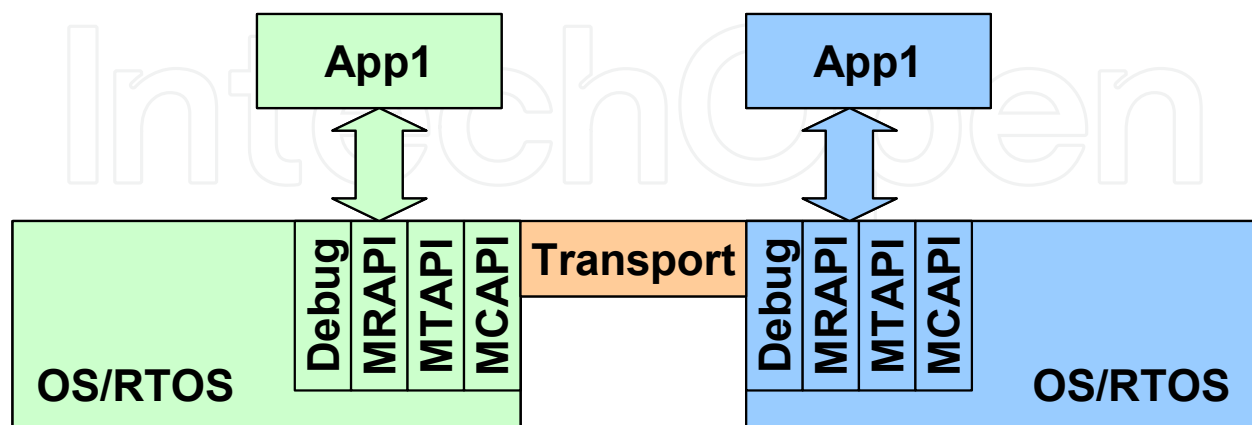 IntechOpen
App1
App1
Debug
MRAPI
MTAPI
MCAPI
Transport
Debug
MRAPI
MTAPI
MCAPI
OS/RTOS
OS/RTOS